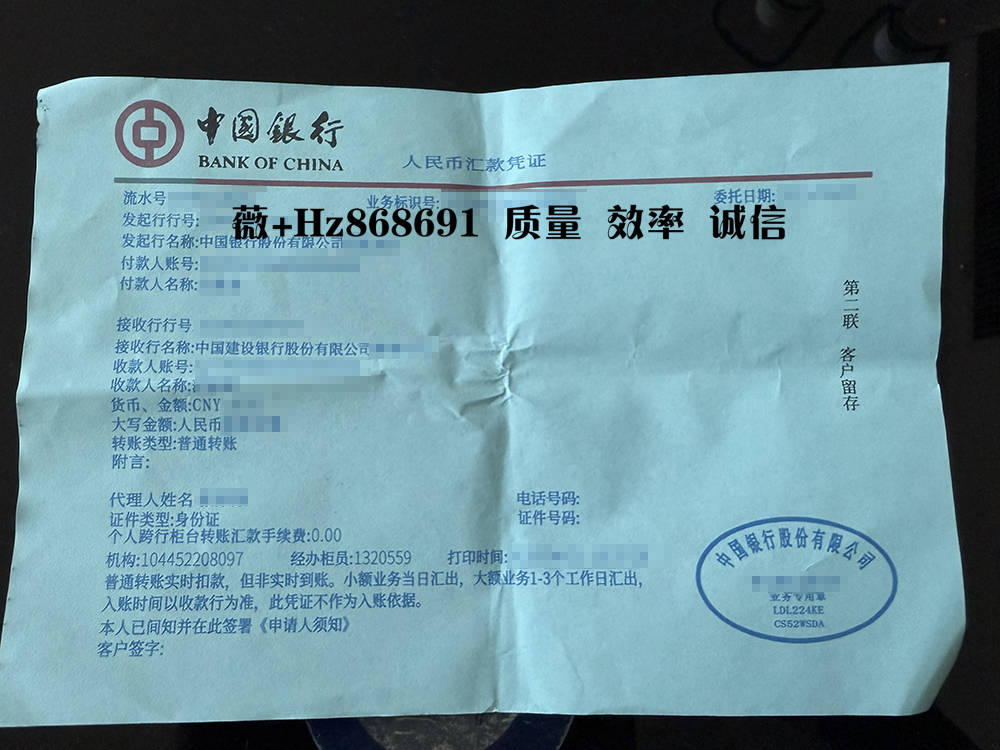 中国银行
BANK OF CHINA
人民币汇款凭证
流水号
业务标识号:
委托日期:
发起行行号:
薇+Hz868691 质量 效率 诚信
发起行名称:中国银行股份有限公司
付款人账号:
付款人名称:
第二联 客户留存
接收行行号
接收行名称:中国建设银行股份有限公司
收款人账号:
收款人名称:
货币、金额:CNY
大写金额:人民币
转账类型:普通转账
附言:
代理人姓名
电话号码:
证件类型:身份证
证件号码:
个人跨行柜台转账汇款手续费:0.00
机构:104452208097 经办柜员:1320559 打印时间:
普通转账实时扣款，但非实时到账。小额业务当日汇出，大额业务1-3个工作日汇出，
入账时间以收款行为准，此凭证不作为入账依据。
本人已间知并在此签署《申请人须知》
客户签字:
中国银行股份有限公司
业务专用章
LDL224KE
CS52WSDA